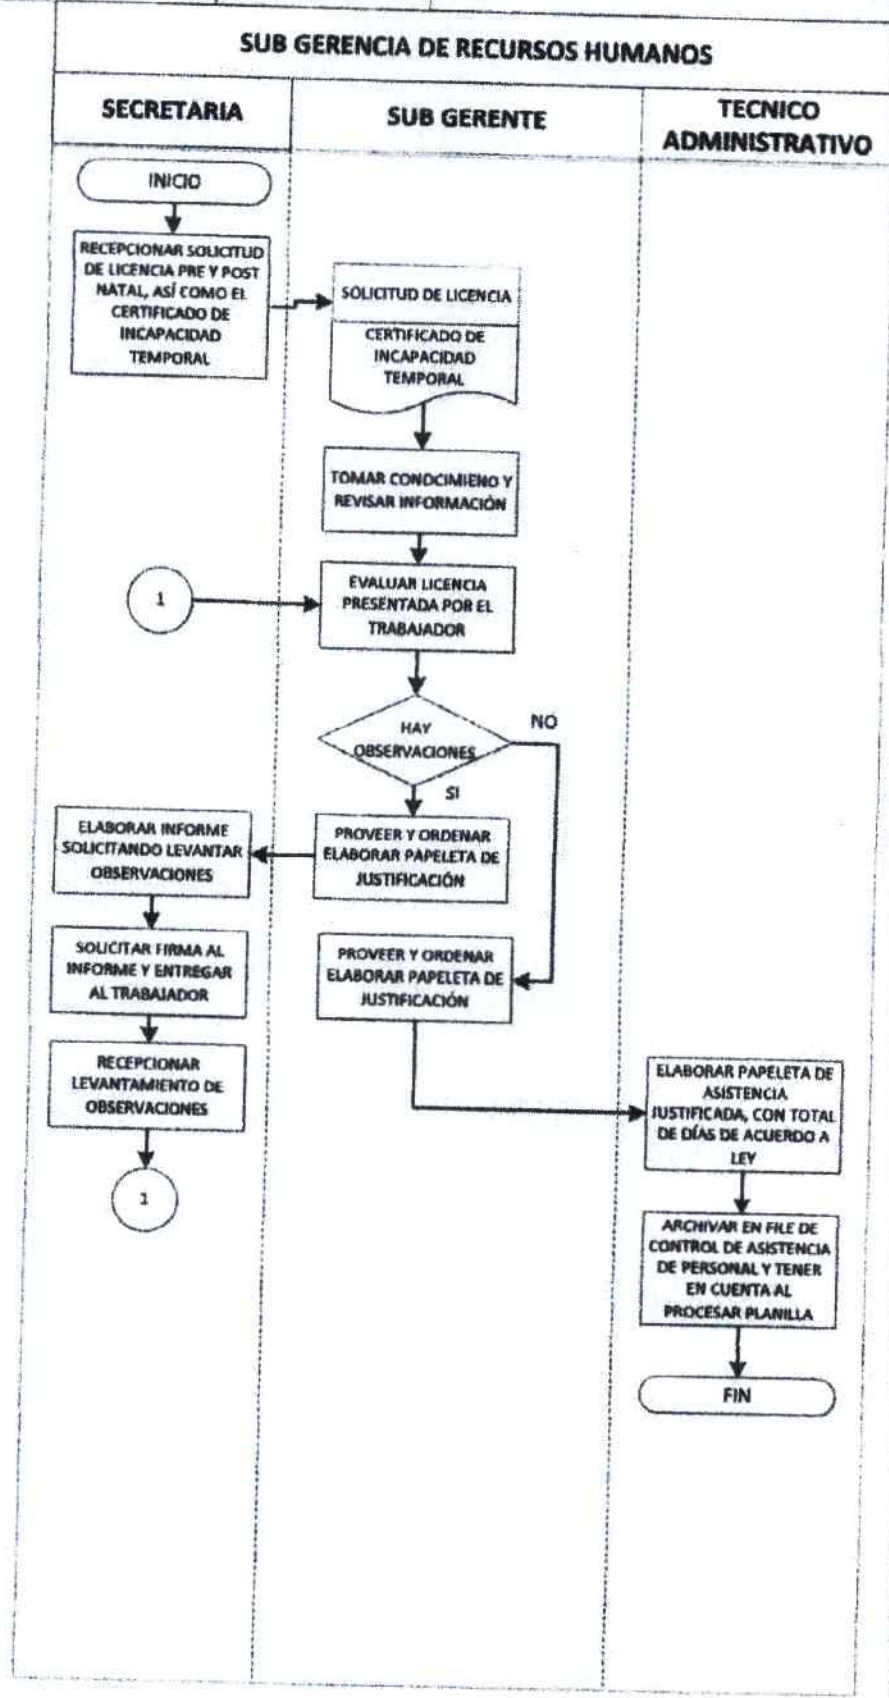 SUB GERENCIA DE RECURSOS HUMANOS
SECRETARIA
SUB GERENTE
TECNICO
ADMINISTRATIVO
INICIO
RECEPCIONAR SOLICITUD
DE LICENCIA PRE Y POST
NATAL, ASÍ COMO EL
CERTIFICADO DE
INCAPACIDAD
TEMPORAL
SOLICITUD DE LICENCIA
CERTIFICADO DE
INCAPACIDAD
TEMPORAL
TOMAR CONOCIMIENO Y
REVISAR INFORMACIÓN
1
EVALUAR LICENCIA
PRESENTADA POR EL
TRABAJADOR
HAY
OBSERVACIONES
NO
SI
ELABORAR INFORME
SOLICITANDO LEVANTAR
OBSERVACIONES
PROVEER Y ORDENAR
ELABORAR PAPELETA DE
JUSTIFICACIÓN
SOLICITAR FIRMA AL
INFORME Y ENTREGAR
AL TRABAJADOR
PROVEER Y ORDENAR
ELABORAR PAPELETA DE
JUSTIFICACIÓN
RECEPCIONAR
LEVANTAMIENTO DE
OBSERVACIONES
1
ELABORAR PAPELETA DE
ASISTENCIA
JUSTIFICADA, CON TOTAL
DE DÍAS DE ACUERDO A
LEY
ARCHIVAR EN FILE DE
CONTROL DE ASISTENCIA
DE PERSONAL Y TENER
EN CUENTA AL
PROCESAR PLANILLA
FIN